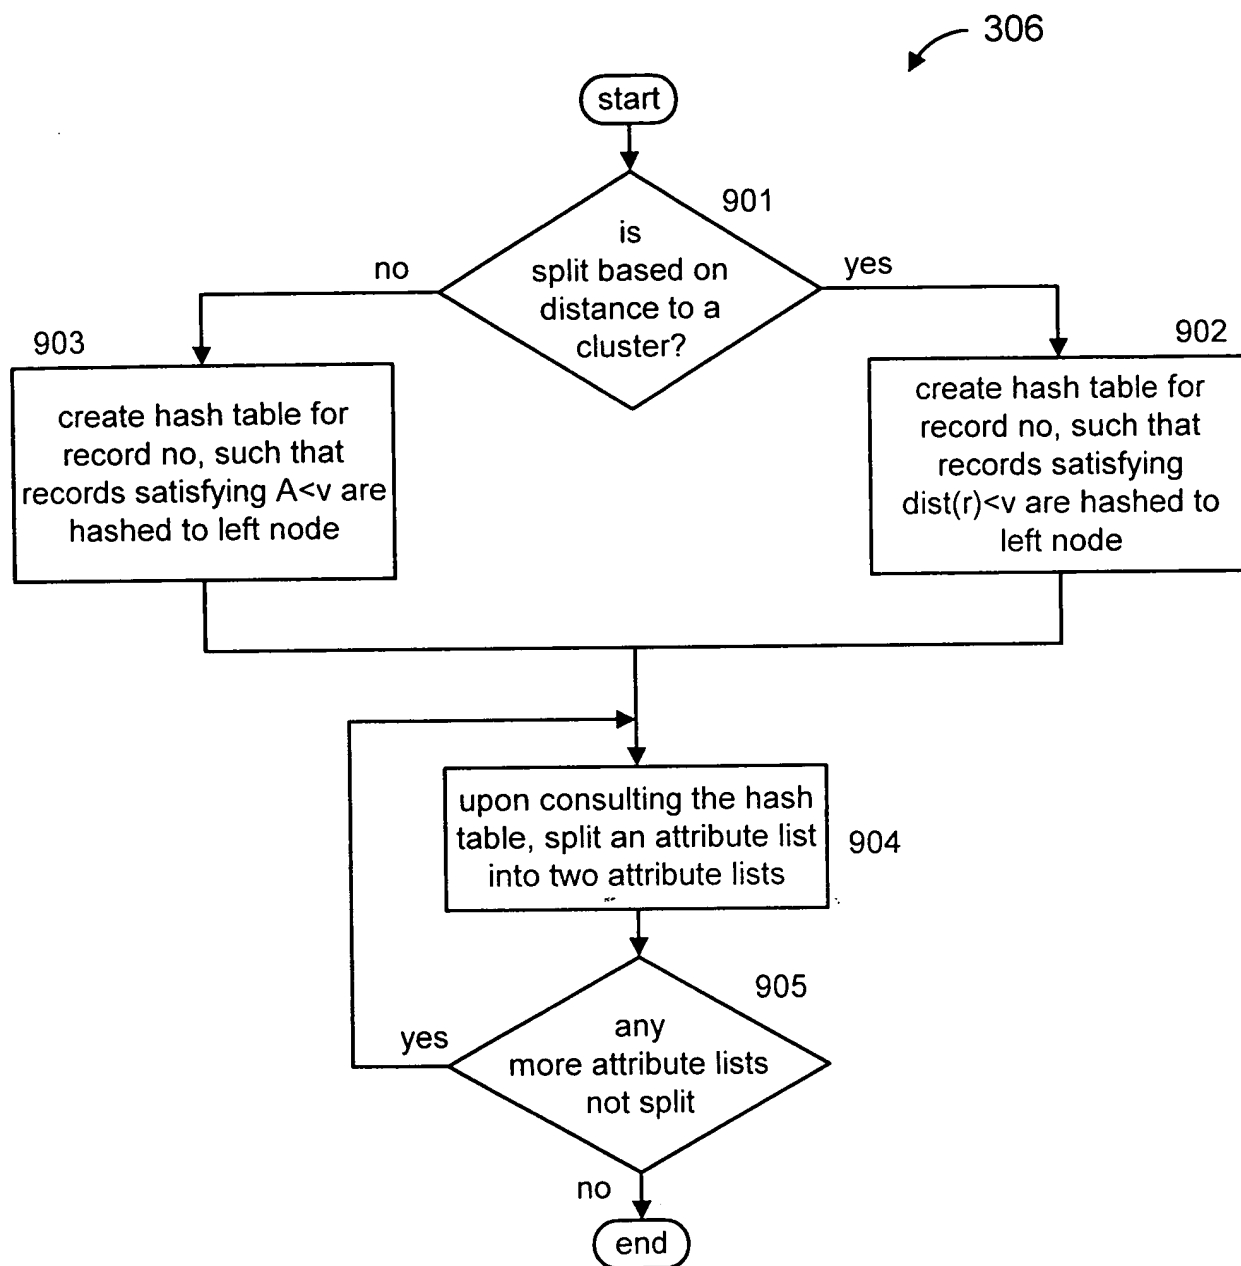 306
start
901
is
split based on
distance to a
cluster?
no
yes
903
902
create hash table for
record no, such that
records satisfying A<v are
hashed to left node
create hash table for
record no, such that
records satisfying
dist(r)<v are hashed to
left node
upon consulting the hash
table, split an attribute list
into two attribute lists
904
905
any
more attribute lists
not split
yes
no
end